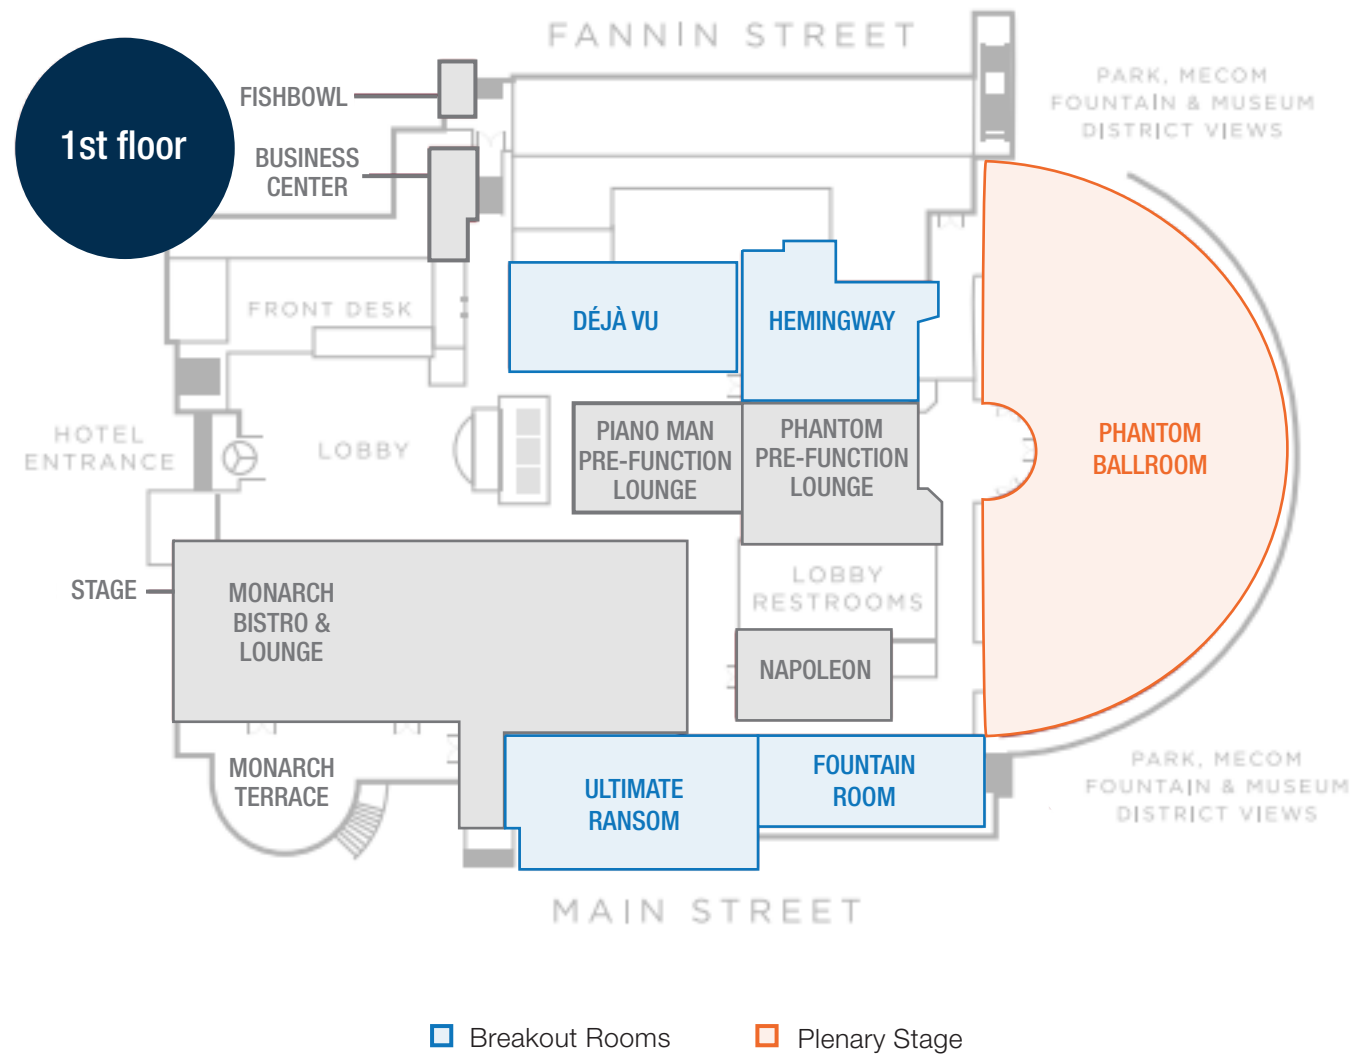 FANNIN STREET
1st floor
FISHBOWL
BUSINESS
CENTER
PARK, MECOM
FOUNTAIN & MUSEUM
DISTRICT VIEWS
FRONT DESK
DÉJÀ VU
HEMINGWAY
HOTEL
ENTRANCE
LOBBY
PIANO MAN
PRE-FUNCTION
LOUNGE
PHANTOM
PRE-FUNCTION
LOUNGE
PHANTOM
BALLROOM
STAGE
MONARCH
BISTRO &
LOUNGE
LOBBY
RESTROOMS
NAPOLEON
MONARCH
TERRACE
ULTIMATE
RANSOM
FOUNTAIN
ROOM
PARK, MECOM
FOUNTAIN & MUSEUM
DISTRICT VIEWS
MAIN STREET
Breakout Rooms
Plenary Stage